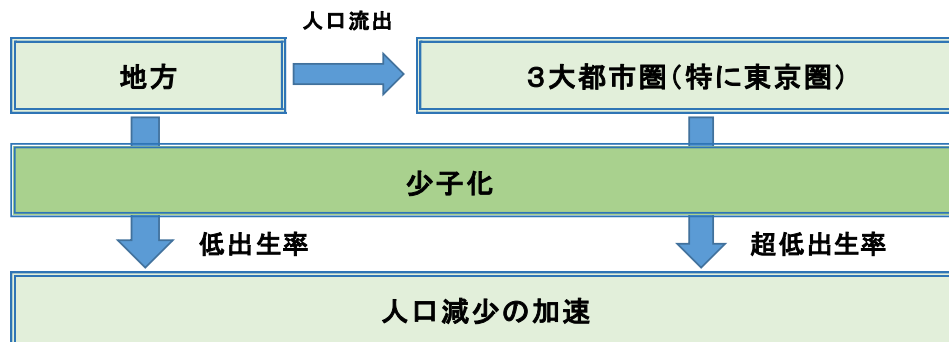 人口流出
地方
３大都市圏(特に東京圏)
少子化
低出生率
超低出生率
人口減少の加速